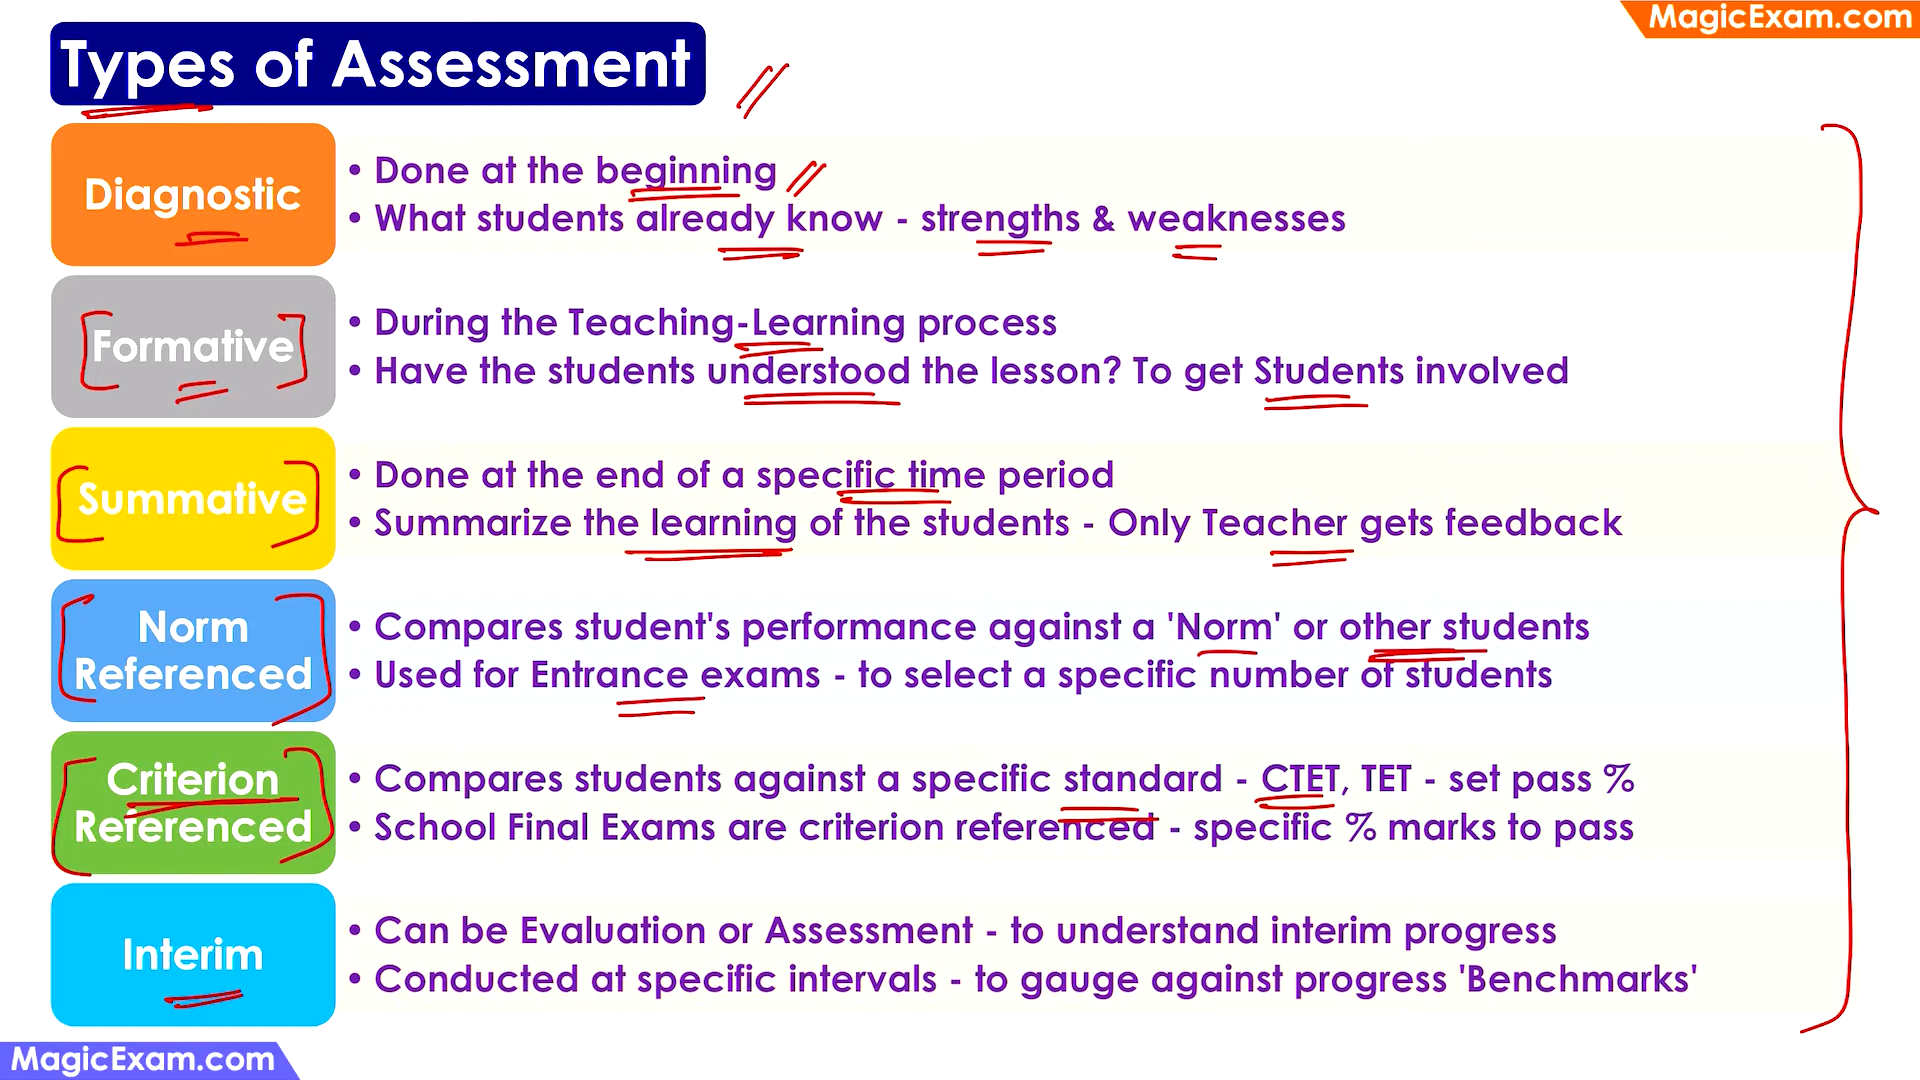 MagicExam.com
Types of Assessment
Diagnostic
• Done at the beginning
• What students already know - strengths & weaknesses
Formative
• During the Teaching-Learning process
• Have the students understood the lesson? To get Students involved
Summative
• Done at the end of a specific time period
• Summarize the learning of the students - Only Teacher gets feedback
Norm
Referenced
• Compares student's performance against a 'Norm' or other students
• Used for Entrance exams - to select a specific number of students
Criterion
Referenced
• Compares students against a specific standard - CTET, TET - set pass %
• School Final Exams are criterion referenced - specific % marks to pass
Interim
• Can be Evaluation or Assessment - to understand interim progress
• Conducted at specific intervals - to gauge against progress 'Benchmarks'
MagicExam.com